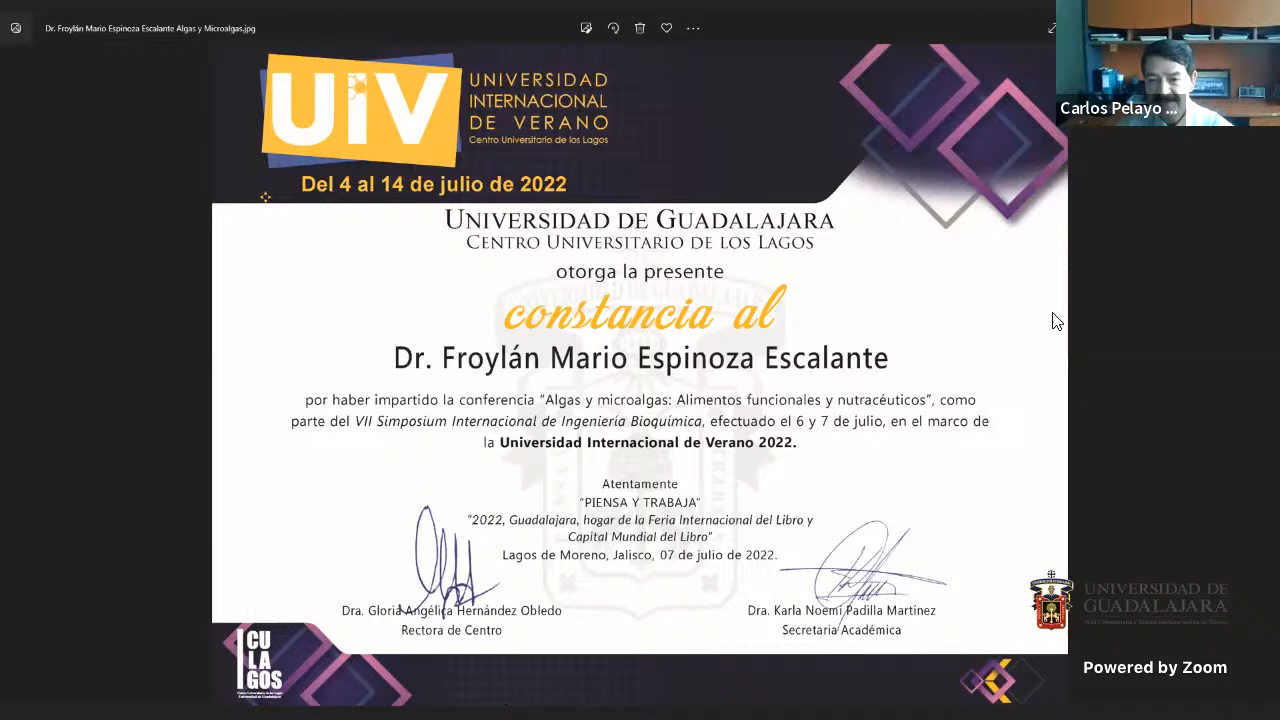 Dr. Froylán Mario Espinoza Escalante Algas y Microalgas.jpg
Carlos Pelayo ...
UiV
UNIVERSIDAD
INTERNACIONAL
DE VERANO
Centro Universitario de los Lagos
Del 4 al 14 de julio de 2022
UNIVERSIDAD DE GUADALAJARA
CENTRO UNIVERSITARIO DE LOS LAGOS
otorga la presente
constancia al
Dr. Froylán Mario Espinoza Escalante
por haber impartido la conferencia “Algas y microalgas: Alimentos funcionales y nutracéuticos”, como
parte del VII Simposium Internacional de Ingeniería Bioquímica, efectuado el 6 y 7 de julio, en el marco de
la Universidad Internacional de Verano 2022.
Atentamente
“PIENSA Y TRABAJA”
“2022, Guadalajara, hogar de la Feria Internacional del Libro y
Capital Mundial del Libro”
Lagos de Moreno, Jalisco, 07 de julio de 2022.
Dra. Gloria Angélica Hernández Obledo
Rectora de Centro
Dra. Karla Noemí Padilla Martínez
Secretaria Académica
CU
LA
GOS
UNIVERSIDAD DE
GUADALAJARA
Powered by Zoom